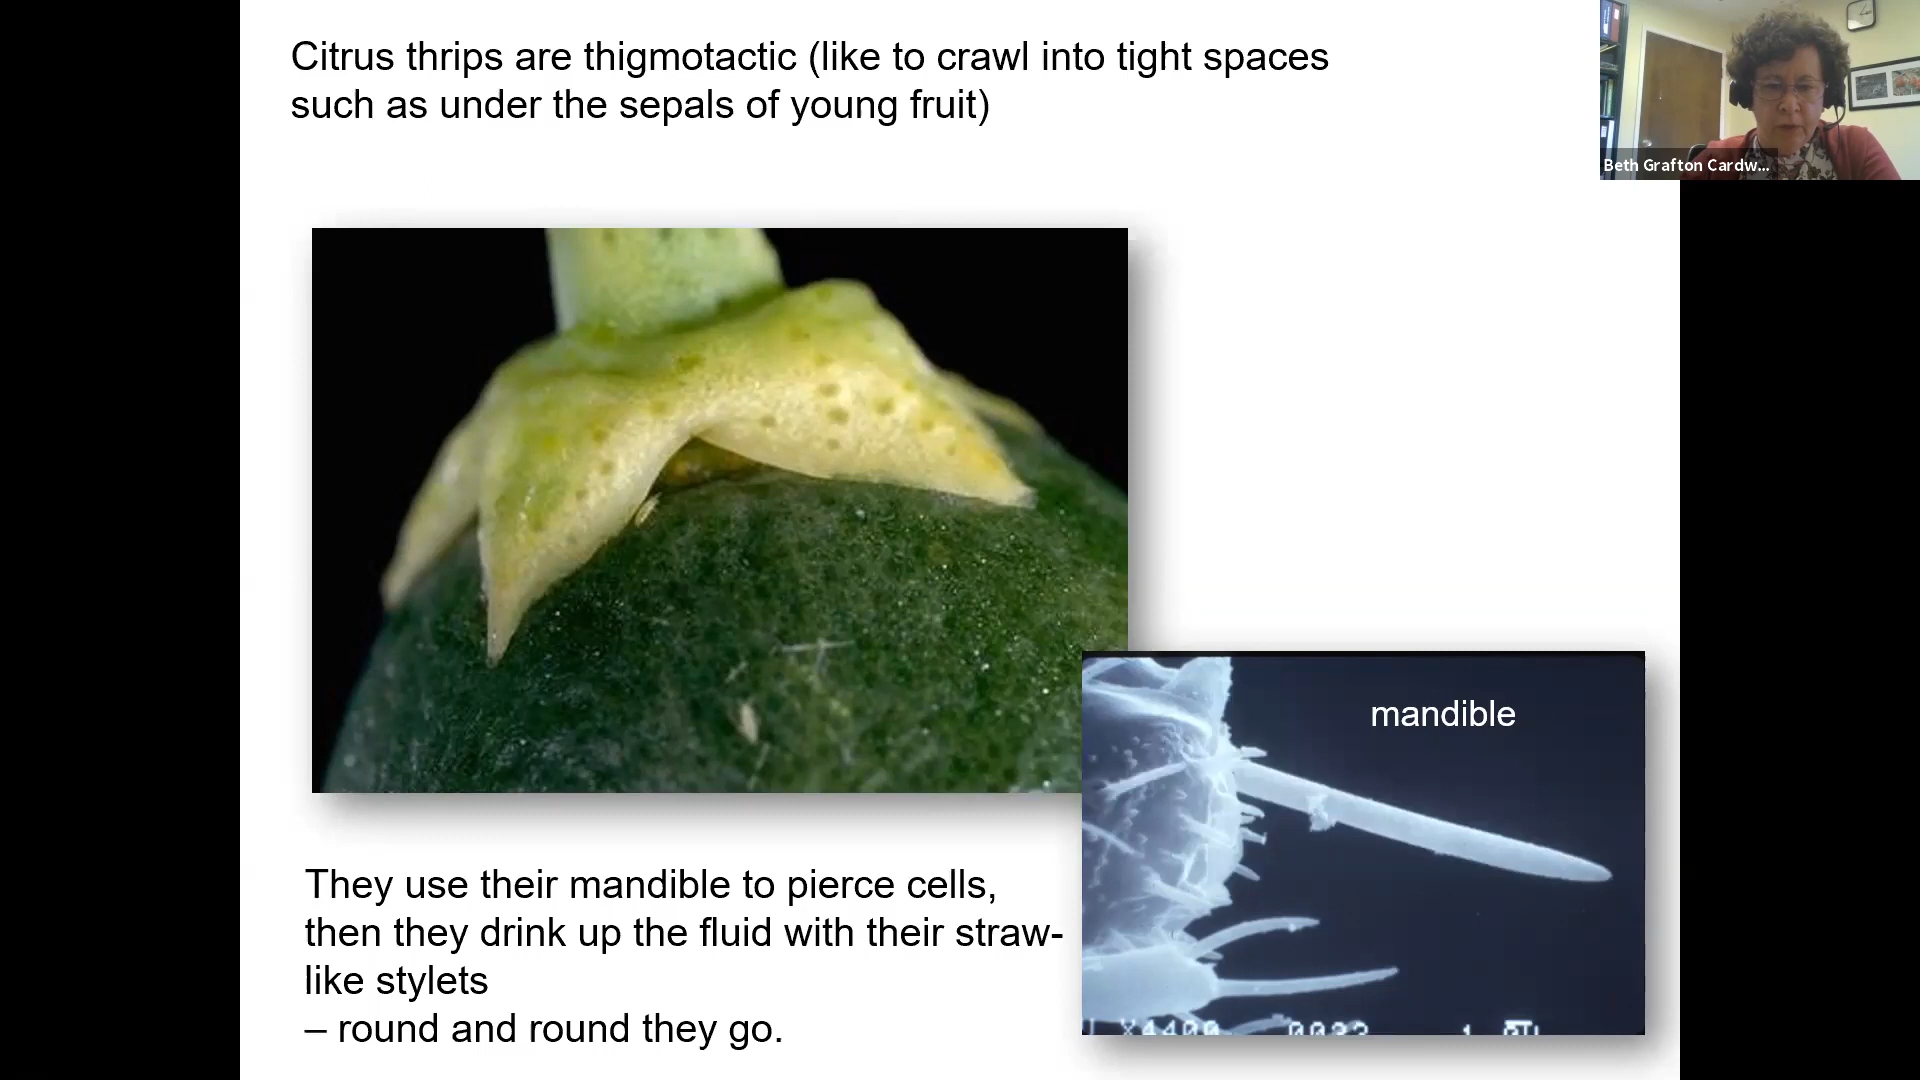 Citrus thrips are thigmotactic (like to crawl into tight spaces
such as under the sepals of young fruit)
Beth Grafton Cardw...
mandible
They use their mandible to pierce cells,
then they drink up the fluid with their straw-
like stylets
– round and round they go.
X4400 0033